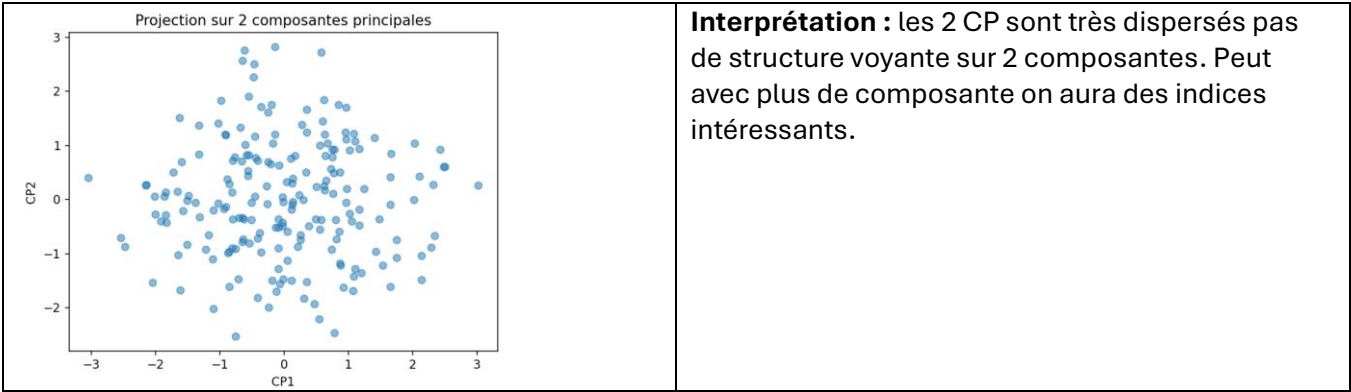 Projection sur 2 composantes principales
3
2
1
0
−1
−2
CP2
−3
−2
−1
0
1
2
3
CP1
Interprétation : les 2 CP sont très dispersés pas
de structure voyante sur 2 composantes. Peut
avec plus de composante on aura des indices
intéressants.